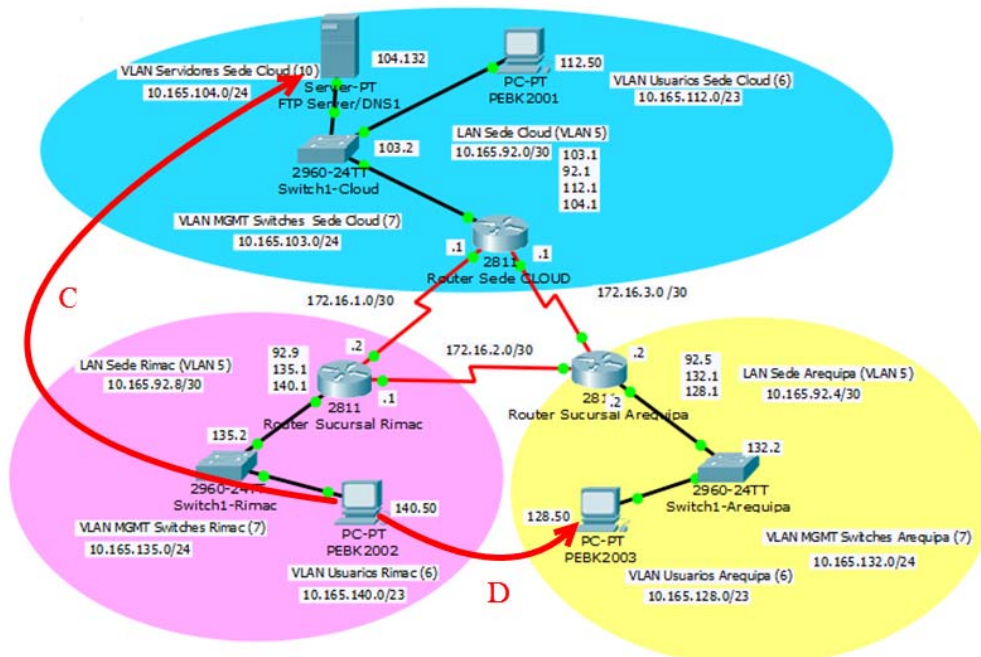 104.132
VLAN Servidores Sede Cloud (10)
10.165.104.0/24
Server-PT
FTP Server/DNS1
112.50
PC-PT
PEBK2001
VLAN Usuarios Sede Cloud (6)
10.165.112.0/23
LAN Sede Cloud (VLAN 5)
10.165.92.0/30
103.2
2960-24TT
Switch1-Cloud
103.1
92.1
112.1
104.1
VLAN MGMT Switches Sede Cloud (7)
10.165.103.0/24
.1
.1
2811
Router Sede CLOUD
C
172.16.1.0/30
172.16.3.0 /30
LAN Sede Rimac (VLAN 5)
10.165.92.8/30
92.9
135.1
140.1
.2
172.16.2.0/30
.1
2811
Router Sucursal Rimac
.2
92.5
132.1
128.1
LAN Sede Arequipa (VLAN 5)
10.165.92.4/30
.2
Router Sucursal Arequipa
135.2
2960-24TT
Switch1-Rimac
132.2
2960-24TT
Switch1-Arequipa
VLAN MGMT Switches Rimac (7)
10.165.135.0/24
140.50
PC-PT
PEBK2002
128.50
PC-PT
PEBK2003
VLAN MGMT Switches Arequipa (7)
10.165.132.0/24
VLAN Usuarios Rimac (6)
10.165.140.0/23
D
VLAN Usuarios Arequipa (6)
10.165.128.0/23